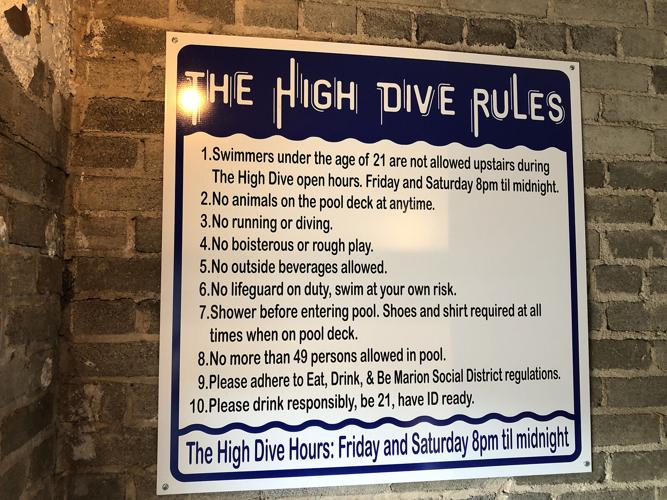 THE HIGH DIVE RULES
1.Swimmers under the age of 21 are not allowed upstairs during
The High Dive open hours. Friday and Saturday 8pm til midnight.
2.No animals on the pool deck at anytime.
3.No running or diving.
4.No boisterous or rough play.
5.No outside beverages allowed.
6.No lifeguard on duty, swim at your own risk.
7.Shower before entering pool. Shoes and shirt required at all
times when on pool deck.
8.No more than 49 persons allowed in pool.
9.Please adhere to Eat, Drink, & Be Marion Social District regulations.
10.Please drink responsibly, be 21, have ID ready.
The High Dive Hours: Friday and Saturday 8pm til midnight